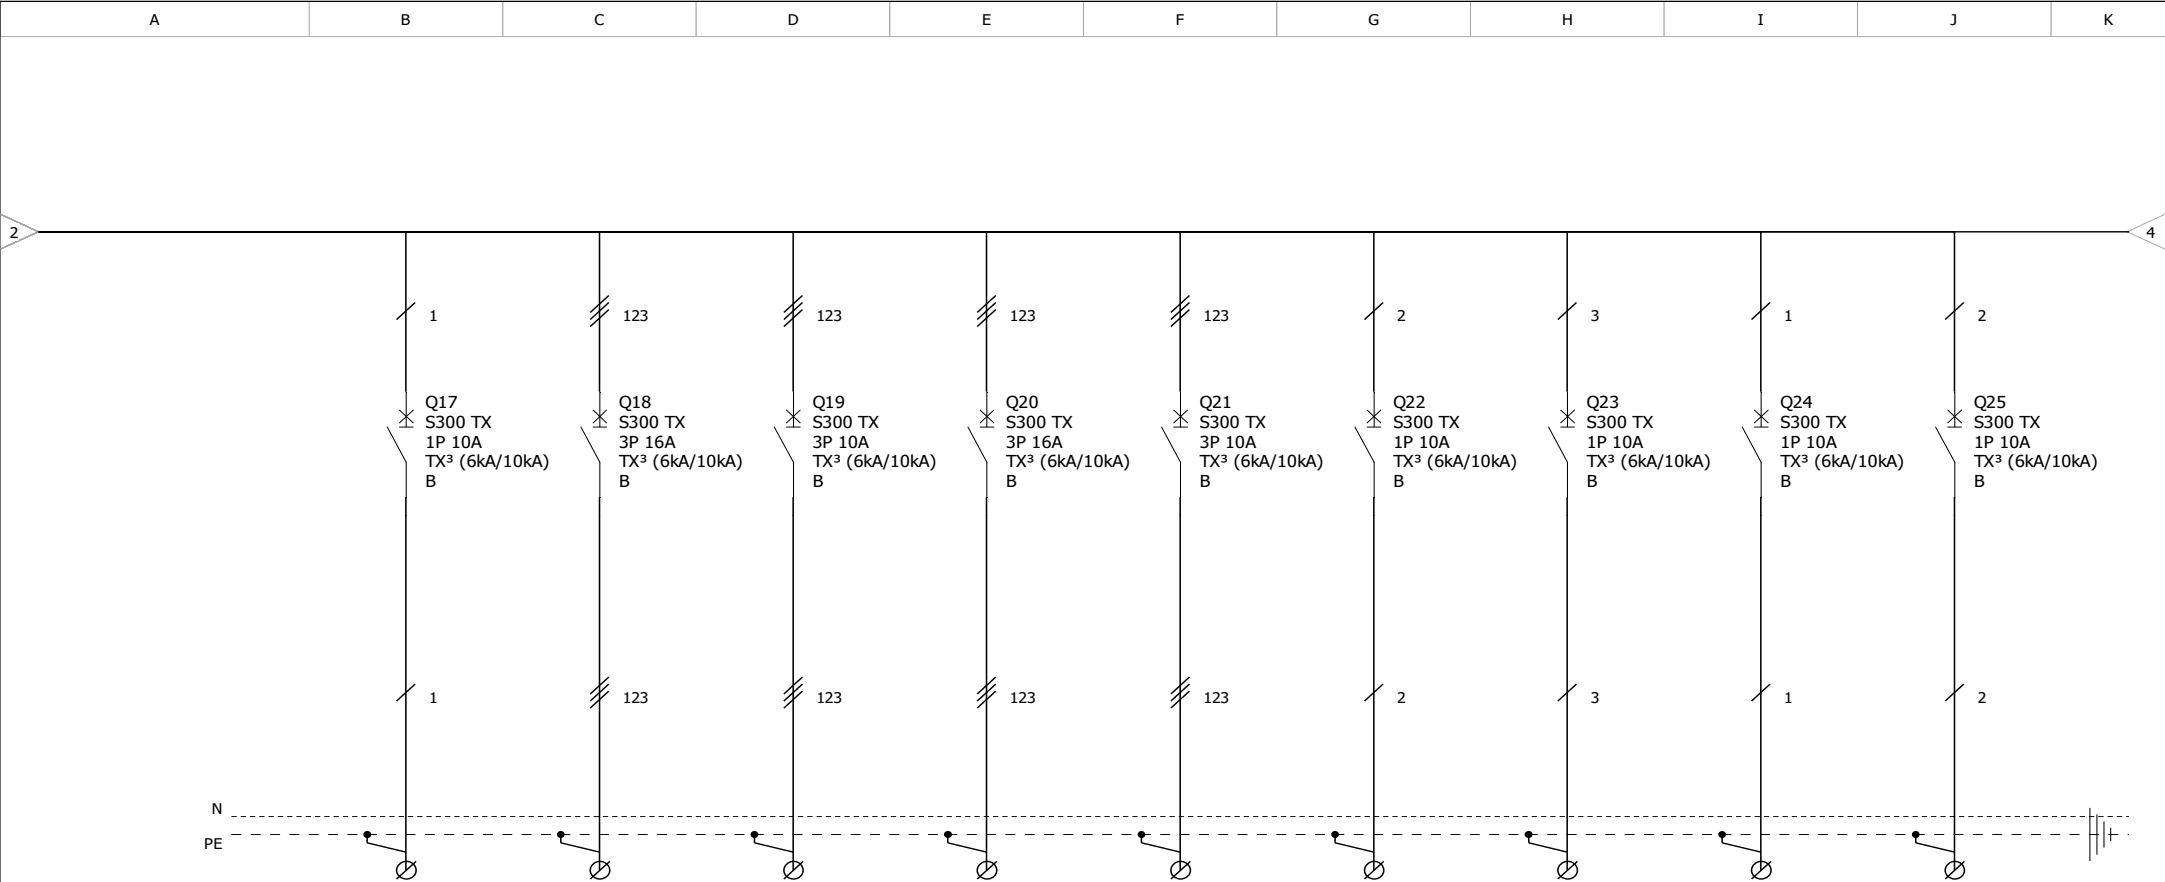 A B C D E F G H I J K
2 4
1 123 123 123 123 2 3 1 2
Q17 Q18 Q19 Q20 Q21 Q22 Q23 Q24 Q25
S300 TX S300 TX S300 TX S300 TX S300 TX S300 TX S300 TX S300 TX S300 TX
1P 10A 3P 16A 3P 10A 3P 16A 3P 10A 1P 10A 1P 10A 1P 10A 1P 10A
TX³ (6kA/10kA) TX³ (6kA/10kA) TX³ (6kA/10kA) TX³ (6kA/10kA) TX³ (6kA/10kA) TX³ (6kA/10kA) TX³ (6kA/10kA) TX³ (6kA/10kA) TX³ (6kA/10kA)
B B B B B B B B B
1 123 123 123 123 2 3 1 2
N
PE